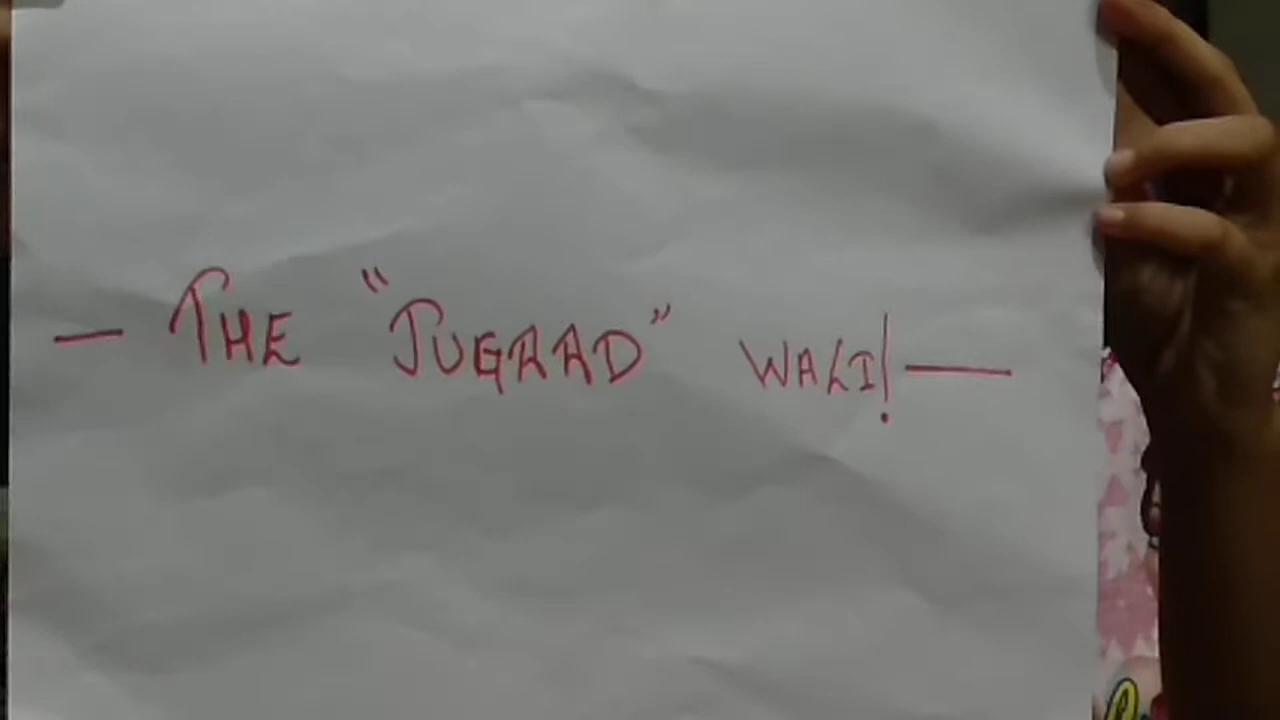 — THE "JUGAAD" WALI! —